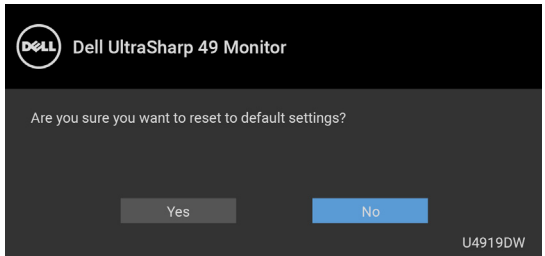 DELL
Dell UltraSharp 49 Monitor
Are you sure you want to reset to default settings?
Yes
No
U4919DW